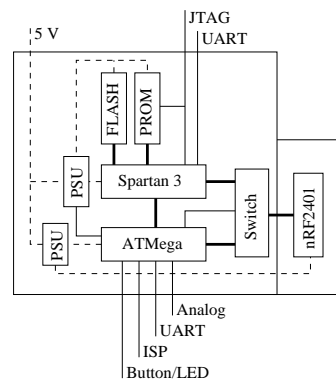 JTAG
5 V
UART
FLASH
PROM
PSU
Spartan 3
Switch
nRF2401
PSU
ATMega
Analog
UART
ISP
Button/LED